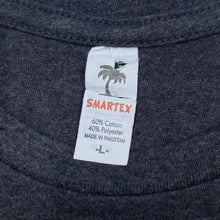 SMARTEX
60% Cotton
40% Polyester
MADE IN PAKISTAN
-L-